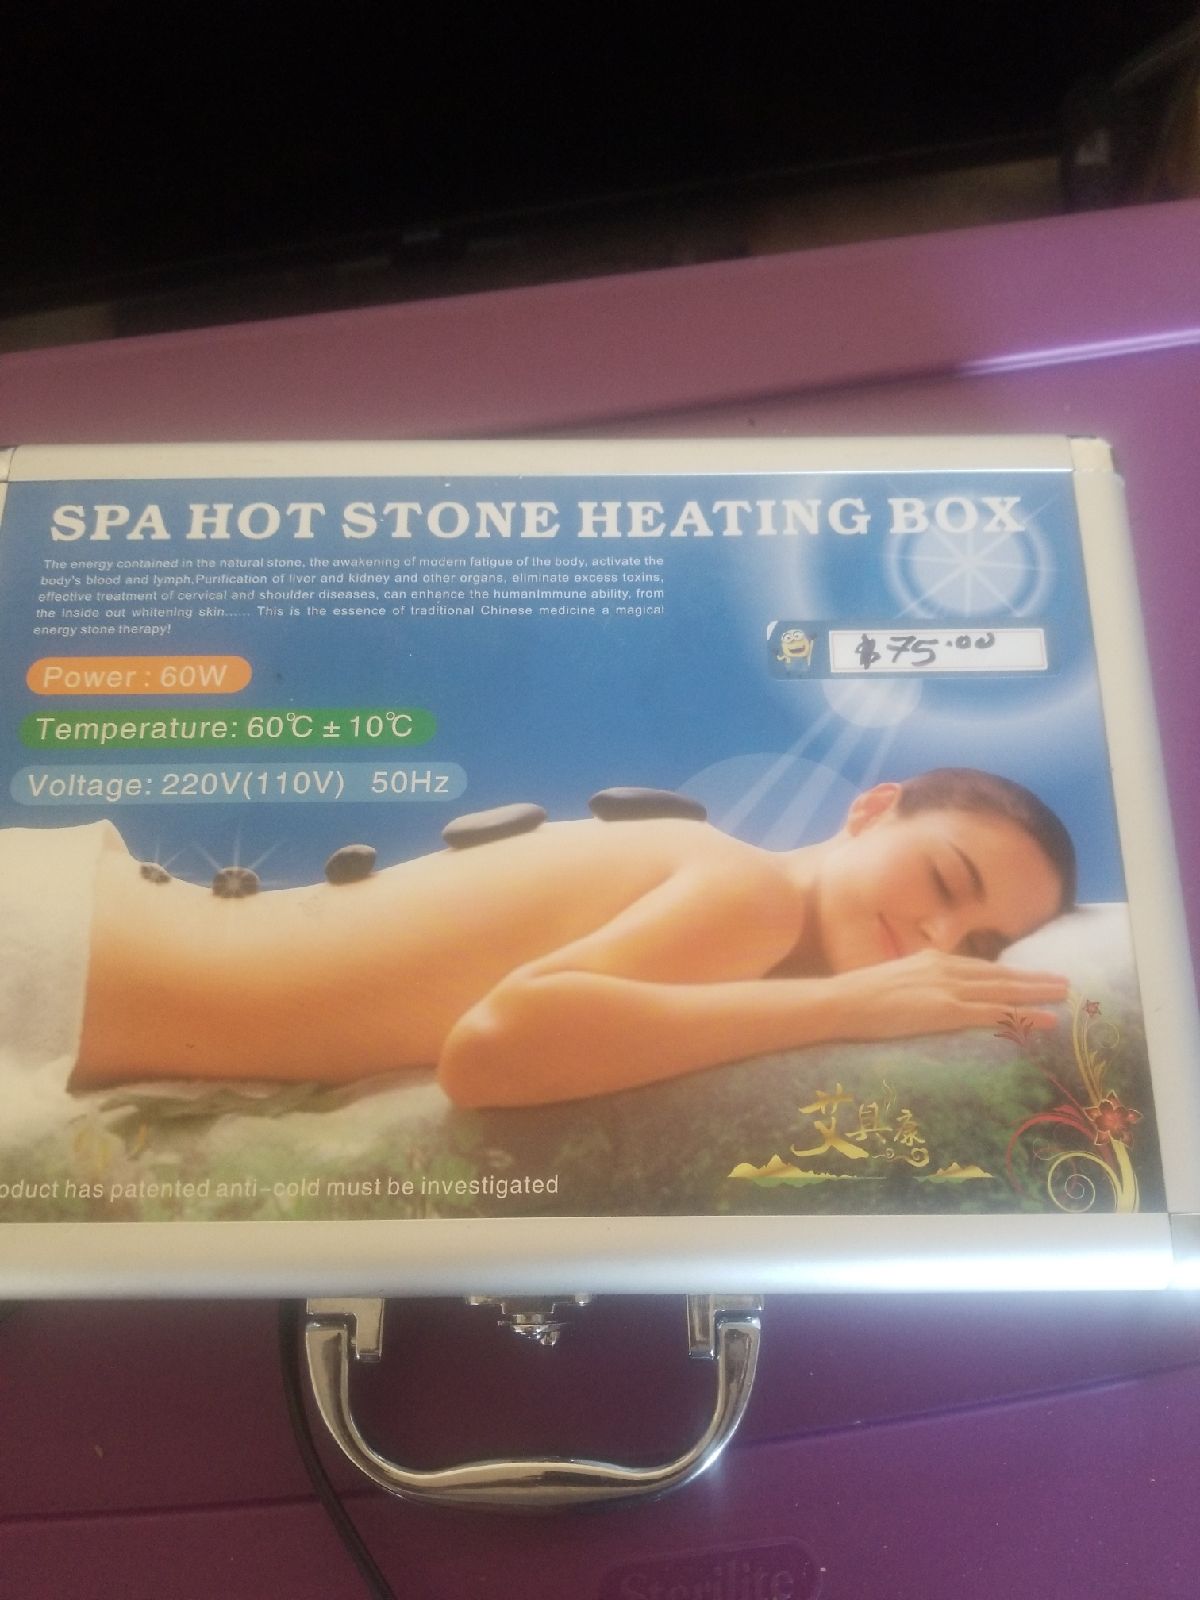 SPA HOT STONE HEATING BOX
The energy contained in the natural stone, the awakening of modern fatigue of the body, activate the
body's blood and lymph.Purification of liver and kidney and other organs, eliminate excess toxins,
effective treatment of cervical and shoulder diseases, can enhance the humanImmune ability, from
the inside out whitening skin...... This is the essence of traditional Chinese medicine a magical
energy stone therapy!
$75.00
Power : 60W
Temperature: 60℃ ± 10℃
Voltage: 220V(110V) 50Hz
艾具康
oduct has patented anti-cold must be investigated
Sterilite